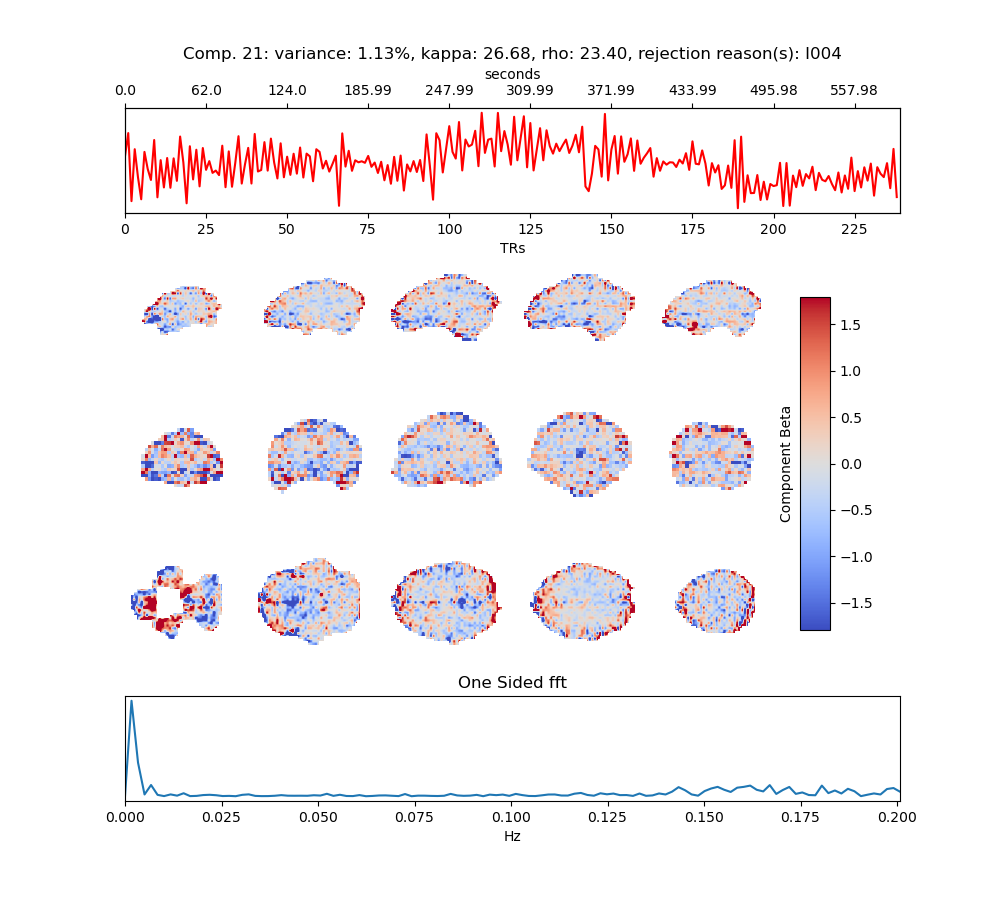 Comp. 21: variance: 1.13%, kappa: 26.68, rho: 23.40, rejection reason(s): I004
seconds
0.0 62.0 124.0 185.99 247.99 309.99 371.99 433.99 495.98 557.98
0 25 50 75 100 125 150 175 200 225
TRs
1.5
1.0
0.5
0.0
−0.5
−1.0
−1.5
Component Beta
One Sided fft
0.000 0.025 0.050 0.075 0.100 0.125 0.150 0.175 0.200
Hz